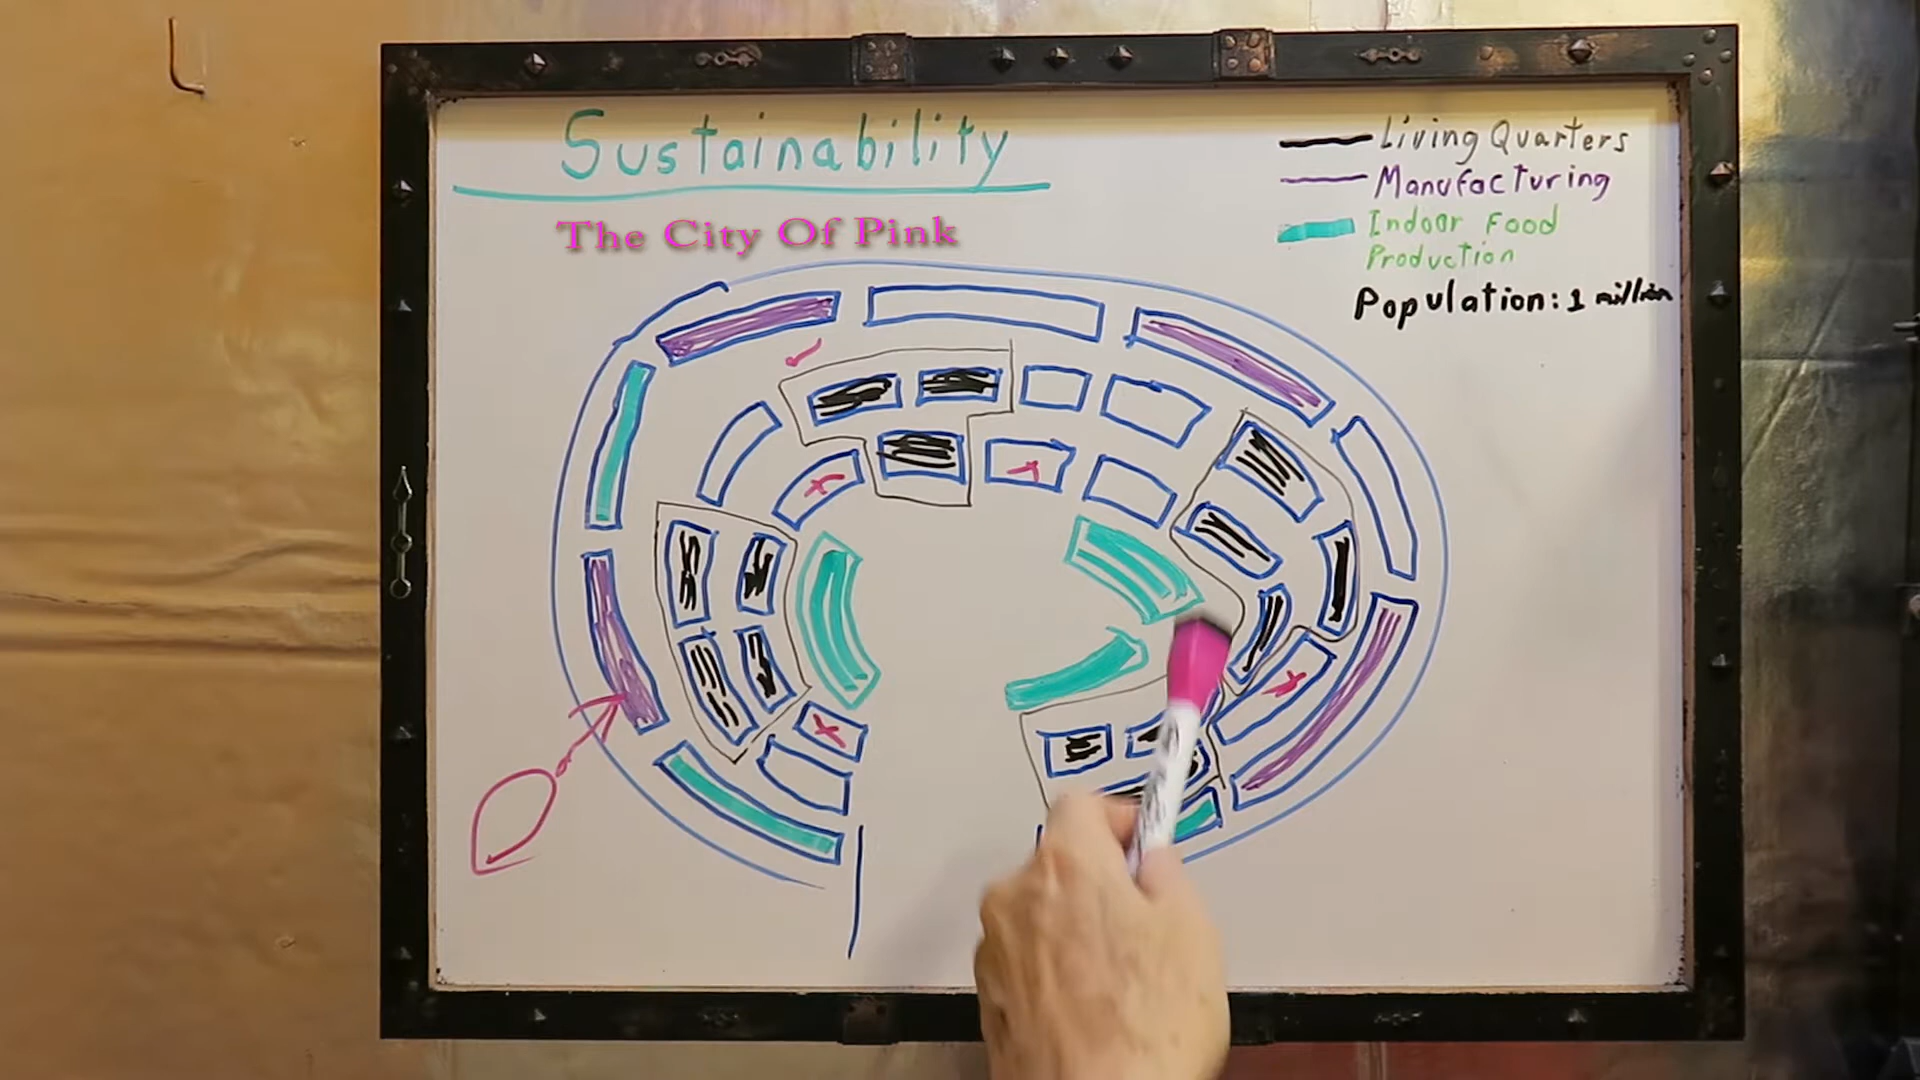 Sustainability
The City Of Pink
Living Quarters
Manufacturing
Indoor Food
Production
Population: 1 million